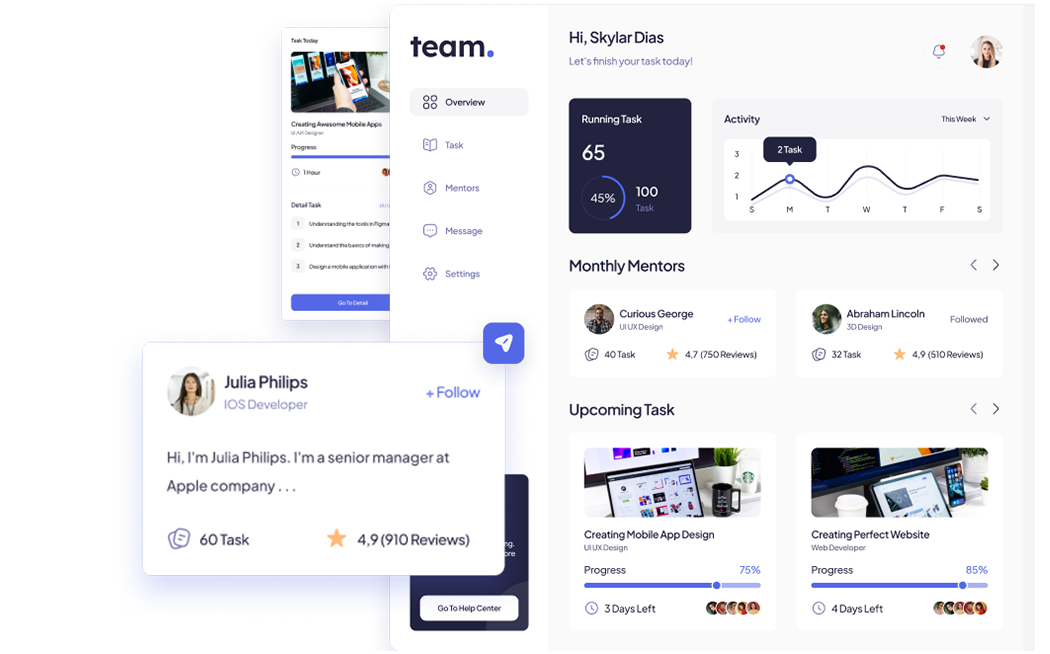 Task Today
Creating Awesome Mobile Apps
UI UX Designer
Progress
1 Hour
Detail Task
UI U
1 Understanding the tools in Figma
2 Understand the basics of making
3 Design a mobile application with
Go To Detail
team.
Overview
Task
Mentors
Message
Settings
ng.
ore
Go To Help Center
Julia Philips
IOS Developer
+ Follow
Hi, I'm Julia Philips. I'm a senior manager at
Apple company . . .
60 Task
4,9 (910 Reviews)
Hi, Skylar Dias
Let's finish your task today!
Running Task
65
45%
100
Task
Activity
This Week
2 Task
3
2
1
S M T W T F S
Monthly Mentors
Curious George
UI UX Design
+ Follow
40 Task
4,7 (750 Reviews)
Abraham Lincoln
3D Design
Followed
32 Task
4,9 (510 Reviews)
Upcoming Task
Creating Mobile App Design
UI UX Design
Progress 75%
3 Days Left
Creating Perfect Website
Web Developer
Progress 85%
4 Days Left